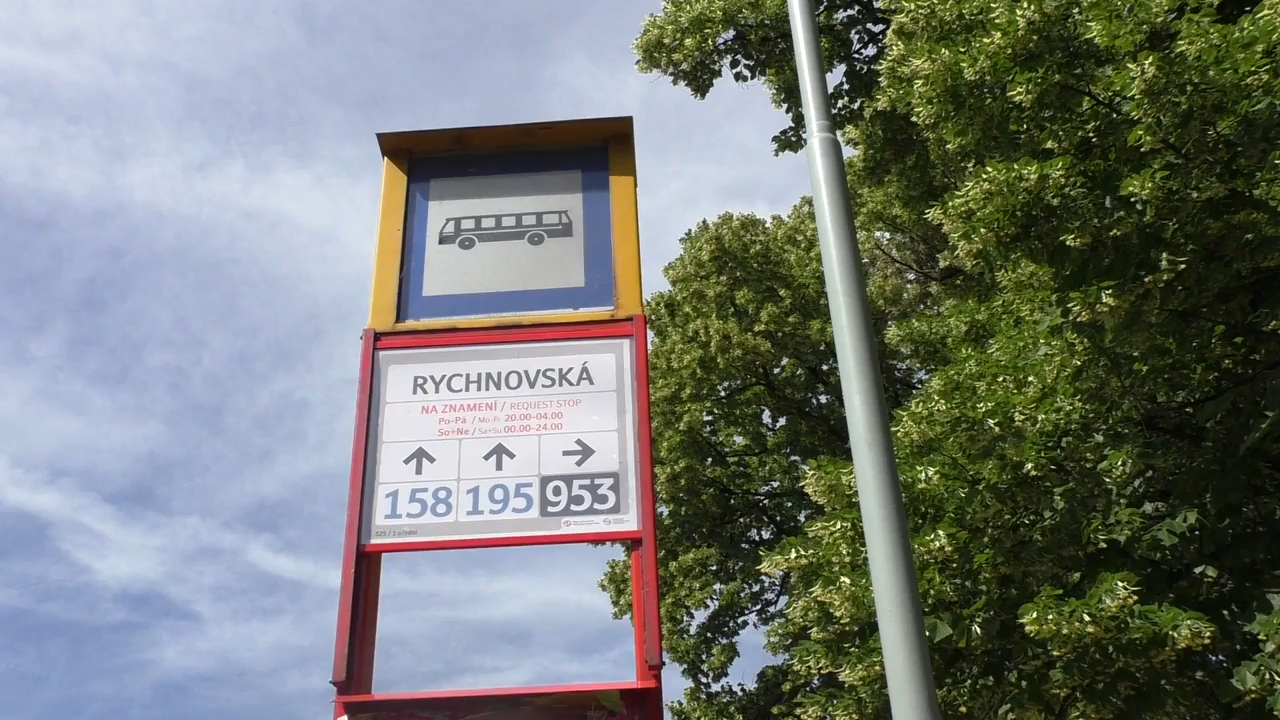 RYCHNOVSKÁ
NA ZNAMENÍ / REQUEST STOP
Po-Pá / Mo-Fr 20.00-04.00
So+Ne / Sa+Su 00.00-24.00
158 195 953